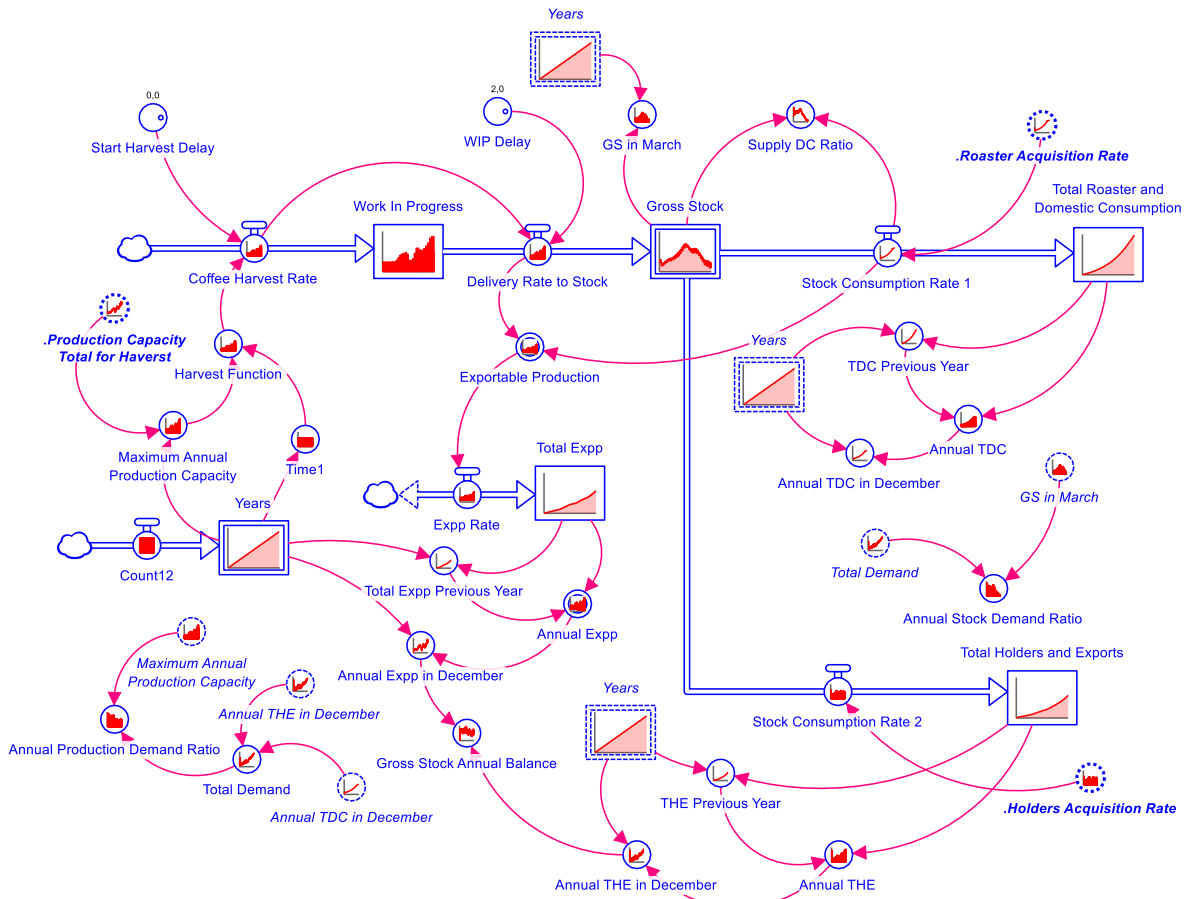 Years
0,0
2,0
Start Harvest Delay
WIP Delay
GS in March
Supply DC Ratio
.Roaster Acquisition Rate
Total Roaster and
Domestic Consumption
Work In Progress
Gross Stock
Coffee Harvest Rate
Delivery Rate to Stock
Stock Consumption Rate 1
.Production Capacity
Total for Haverst
Harvest Function
Exportable Production
Years
TDC Previous Year
Maximum Annual
Production Capacity
Time1
Total Expp
Annual TDC
Annual TDC in December
GS in March
Years
Expp Rate
Count12
Total Expp Previous Year
Total Demand
Annual Expp
Annual Stock Demand Ratio
Maximum Annual
Production Capacity
Annual Expp in December
Total Holders and Exports
Annual THE in December
Years
Stock Consumption Rate 2
Annual Production Demand Ratio
Gross Stock Annual Balance
Total Demand
THE Previous Year
.Holders Acquisition Rate
Annual TDC in December
Annual THE in December
Annual THE